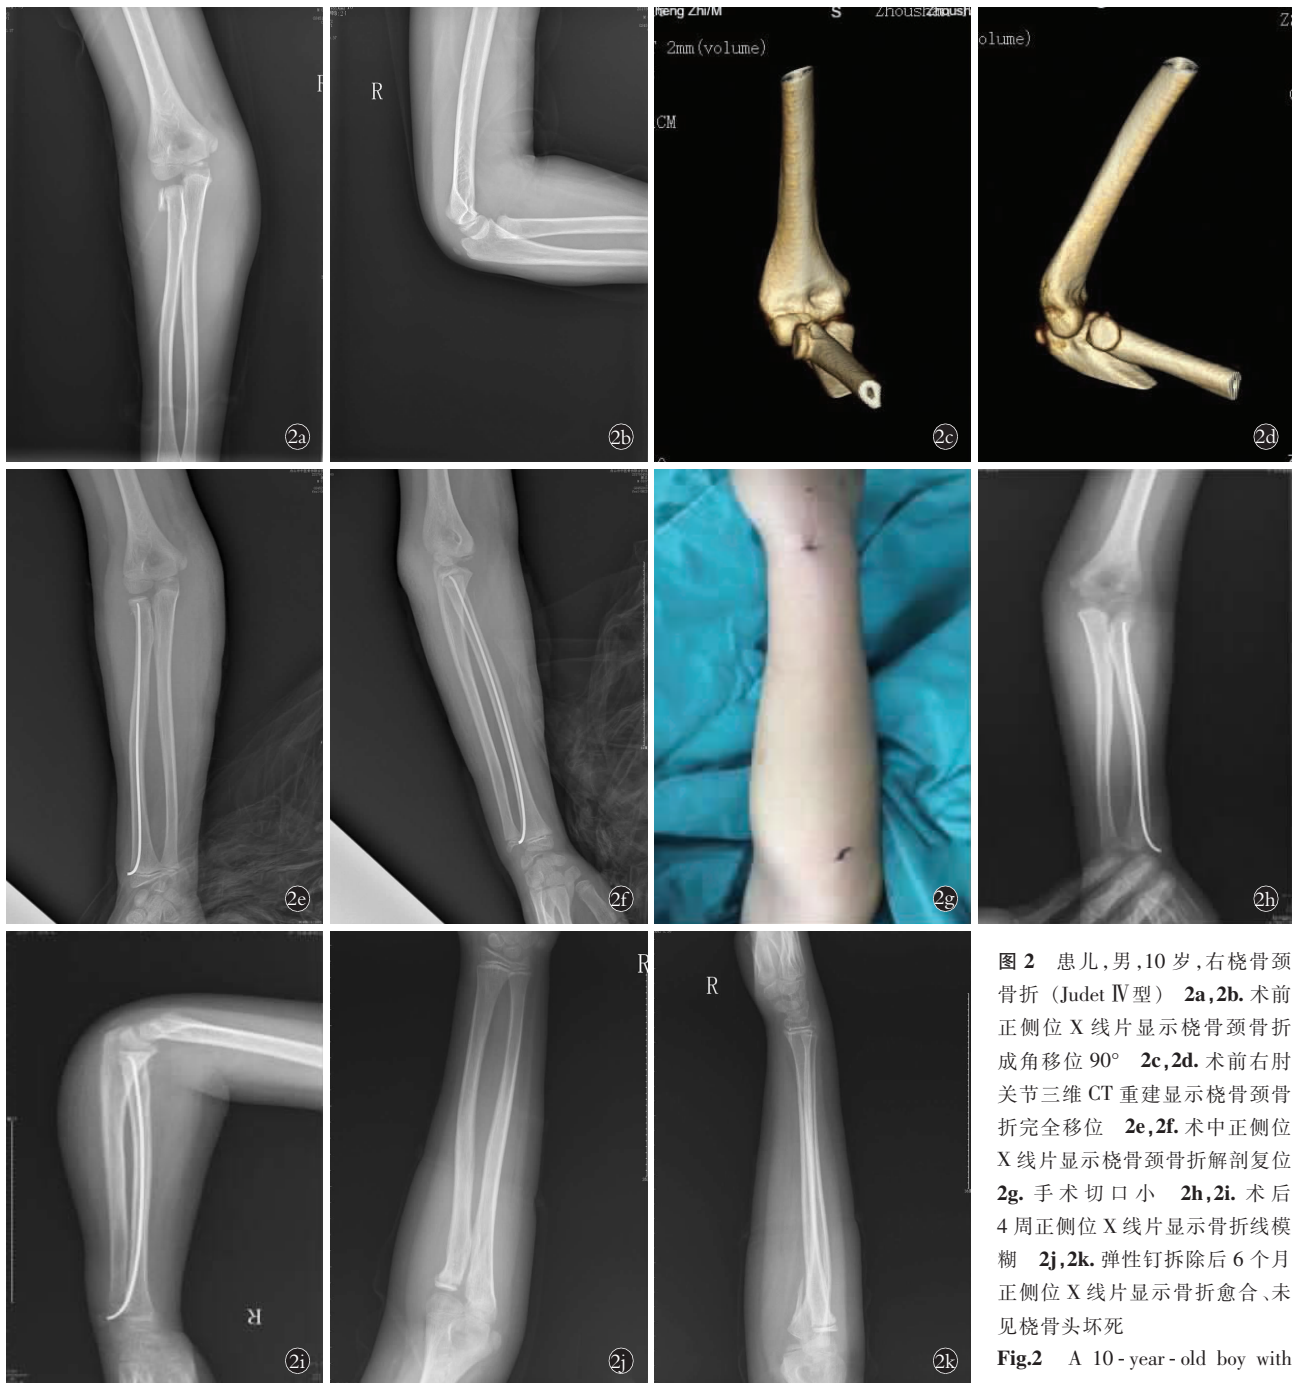 R
R
heng Zhi/M
S
2mm(volume)
CM
olume)
2a
2b
2c
2d
2e
2f
2g
2h
R
2i
R
2j
R
2k
图 2 患儿,男,10 岁,右桡骨颈
骨折 (Judet Ⅳ型) 2a,2b. 术前
正侧位 X 线片显示桡骨颈骨折
成角移位 90° 2c,2d. 术前右肘
关节三维 CT 重建显示桡骨颈骨
折完全移位 2e,2f. 术中正侧位
X 线片显示桡骨颈骨折解剖复位
2g. 手术切口小 2h,2i. 术后
4 周正侧位 X 线片显示骨折线模
糊 2j,2k. 弹性钉拆除后 6 个月
正侧位 X 线片显示骨折愈合、未
见桡骨头坏死
Fig.2 A 10-year-old boy with